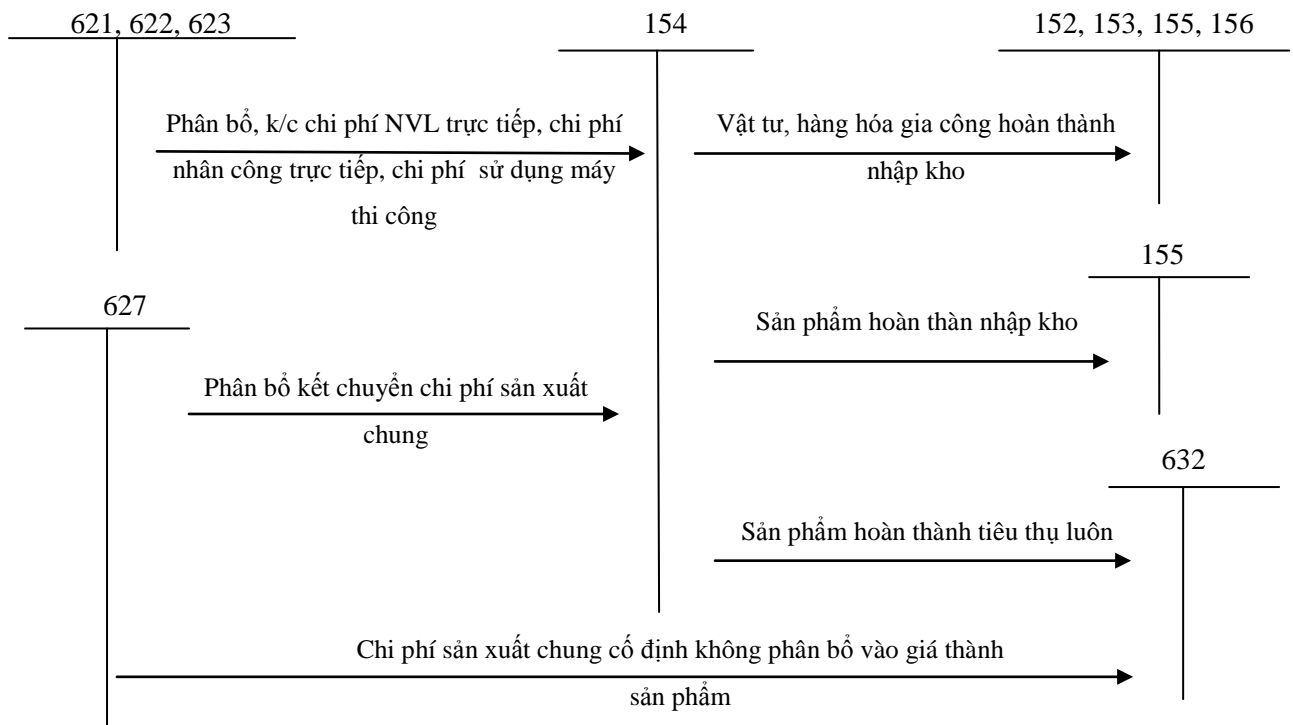 621, 622, 623
154
152, 153, 155, 156
Phân bổ, k/c chi phí NVL trực tiếp, chi phí
nhân công trực tiếp, chi phí sử dụng máy
thi công
Vật tư, hàng hóa gia công hoàn thành
nhập kho
155
627
Sản phẩm hoàn thàn nhập kho
Phân bổ kết chuyển chi phí sản xuất
chung
632
Sản phẩm hoàn thành tiêu thụ luôn
Chi phí sản xuất chung cố định không phân bổ vào giá thành
sản phẩm